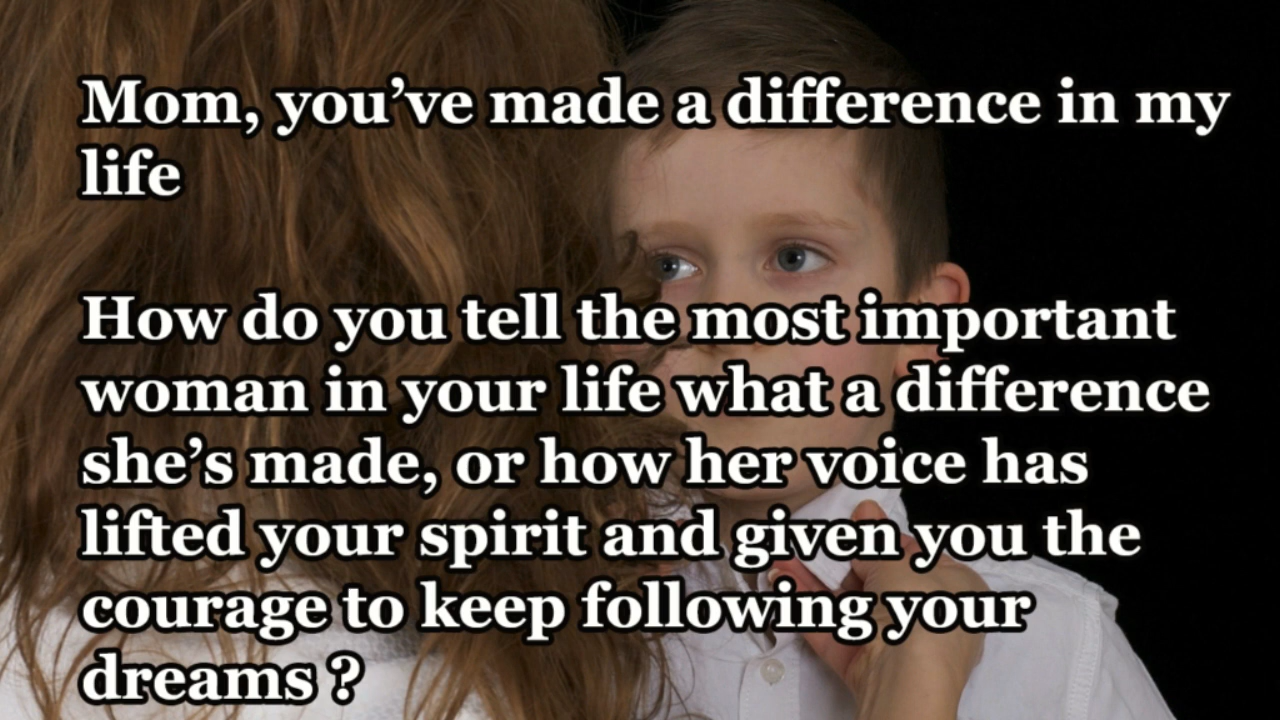 Mom, you’ve made a difference in my
life
How do you tell the most important
woman in your life what a difference
she’s made, or how her voice has
lifted your spirit and given you the
courage to keep following your
dreams ?